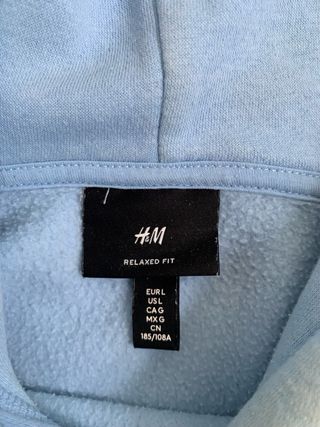 H&M
RELAXED FIT
EUR L
US L
CA G
MX G
CN
185/108A